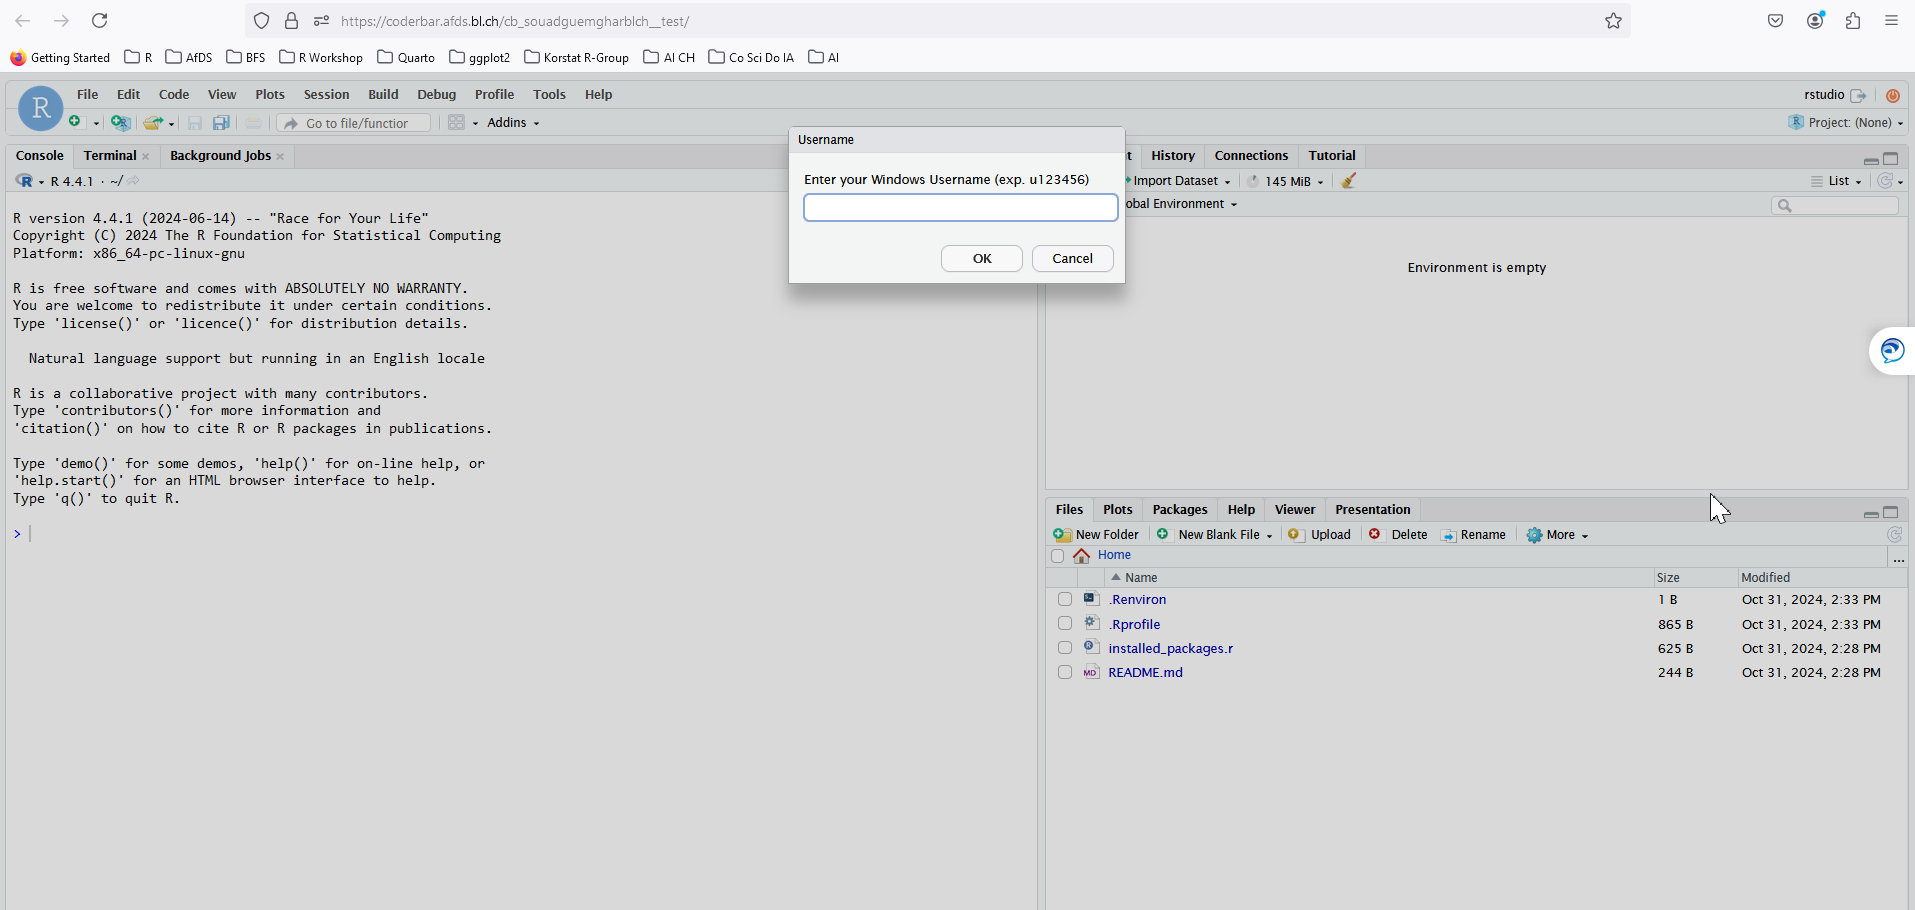 https://coderbar.afds.bl.ch/cb_souadguemgharblch__test/
Getting Started R AfDS BFS R Workshop Quarto ggplot2 Korstat R-Group AI CH Co Sci Do IA AI
R File Edit Code View Plots Session Build Debug Profile Tools Help rstudio
Go to file/function Addins Project: (None)
Username
Enter your Windows Username (exp. u123456)
OK Cancel
Console Terminal Background Jobs
R 4.4.1 · ~/
R version 4.4.1 (2024-06-14) -- "Race for Your Life"
Copyright (C) 2024 The R Foundation for Statistical Computing
Platform: x86_64-pc-linux-gnu
R is free software and comes with ABSOLUTELY NO WARRANTY.
You are welcome to redistribute it under certain conditions.
Type 'license()' or 'licence()' for distribution details.
Natural language support but running in an English locale
R is a collaborative project with many contributors.
Type 'contributors()' for more information and
'citation()' on how to cite R or R packages in publications.
Type 'demo()' for some demos, 'help()' for on-line help, or
'help.start()' for an HTML browser interface to help.
Type 'q()' to quit R.
>
t History Connections Tutorial
Import Dataset 145 MiB List
obal Environment
Environment is empty
Files Plots Packages Help Viewer Presentation
New Folder New Blank File Upload Delete Rename More
Home ...
Name Size Modified
.Renviron 1 B Oct 31, 2024, 2:33 PM
.Rprofile 865 B Oct 31, 2024, 2:33 PM
installed_packages.r 625 B Oct 31, 2024, 2:28 PM
README.md 244 B Oct 31, 2024, 2:28 PM